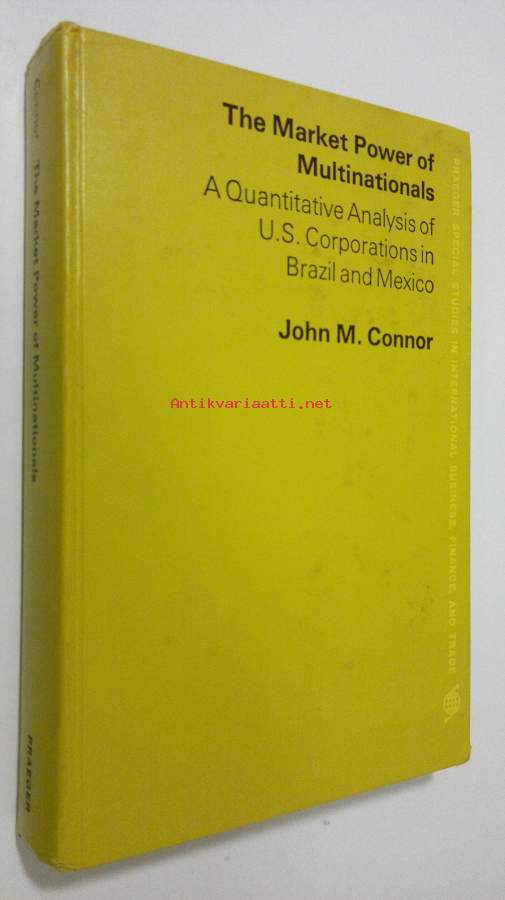 The Market Power of
Multinationals
A Quantitative Analysis of
U.S. Corporations in
Brazil and Mexico
John M. Connor
Antikvariaatti.net
PRAEGER SPECIAL STUDIES IN INTERNATIONAL BUSINESS, FINANCE, AND TRADE
Connor The Market Power of Multinationals
PRAEGER